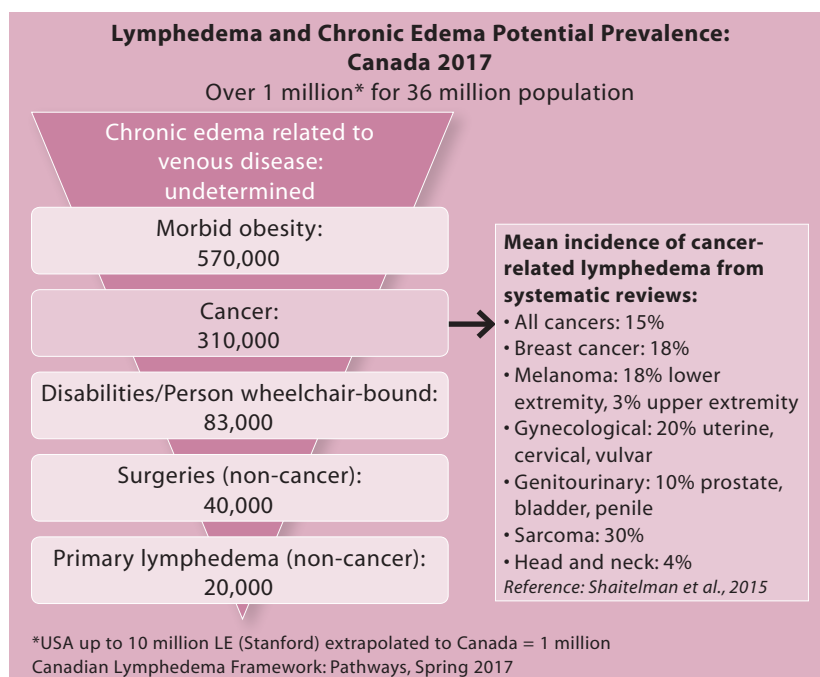 Lymphedema and Chronic Edema Potential Prevalence:
Canada 2017
Over 1 million* for 36 million population
Chronic edema related to
venous disease:
undetermined
Morbid obesity:
570,000
Cancer:
310,000
Disabilities/Person wheelchair-bound:
83,000
Surgeries (non-cancer):
40,000
Primary lymphedema (non-cancer):
20,000
Mean incidence of cancer-
related lymphedema from
systematic reviews:
• All cancers: 15%
• Breast cancer: 18%
• Melanoma: 18% lower
extremity, 3% upper extremity
• Gynecological: 20% uterine,
cervical, vulvar
• Genitourinary: 10% prostate,
bladder, penile
• Sarcoma: 30%
• Head and neck: 4%
Reference: Shaitelman et al., 2015
*USA up to 10 million LE (Stanford) extrapolated to Canada = 1 million
Canadian Lymphedema Framework: Pathways, Spring 2017